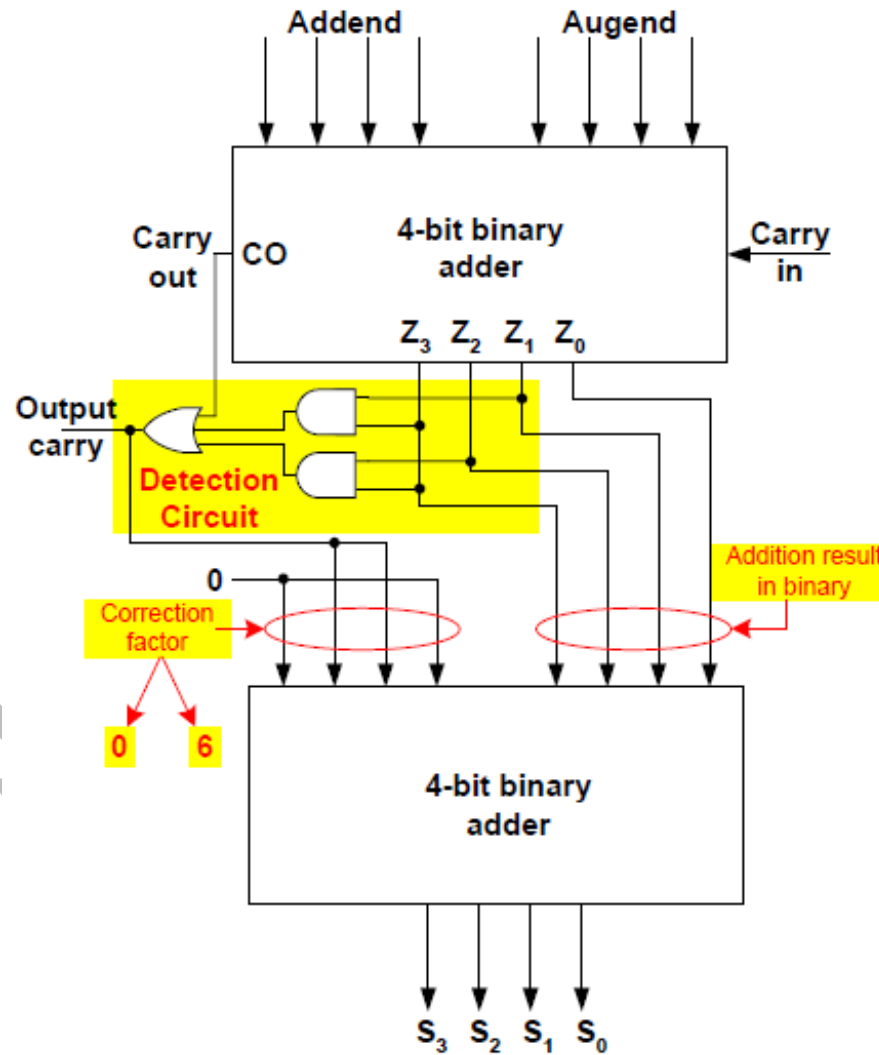 Addend
Augend
4-bit binary
adder
Carry
out
CO
Carry
in
Z3 Z2 Z1 Z0
Output
carry
Detection
Circuit
0
Addition result
in binary
Correction
factor
0
6
4-bit binary
adder
S3 S2 S1 S0